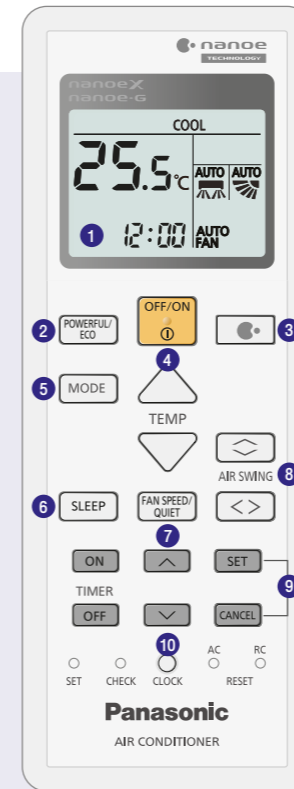 nanoe
TECHNOLOGY
nanoeX
nanoe-G
COOL
25.5°C
AUTO AUTO
1
12:00
AUTO FAN
2
POWERFUL/
ECO
OFF/ON
3
4
5
MODE
TEMP
8
AIR SWING
6
SLEEP
FAN SPEED/
QUIET
7
ON
SET
TIMER
9
OFF
CANCEL
10
AC RC
SET CHECK CLOCK RESET
Panasonic
AIR CONDITIONER